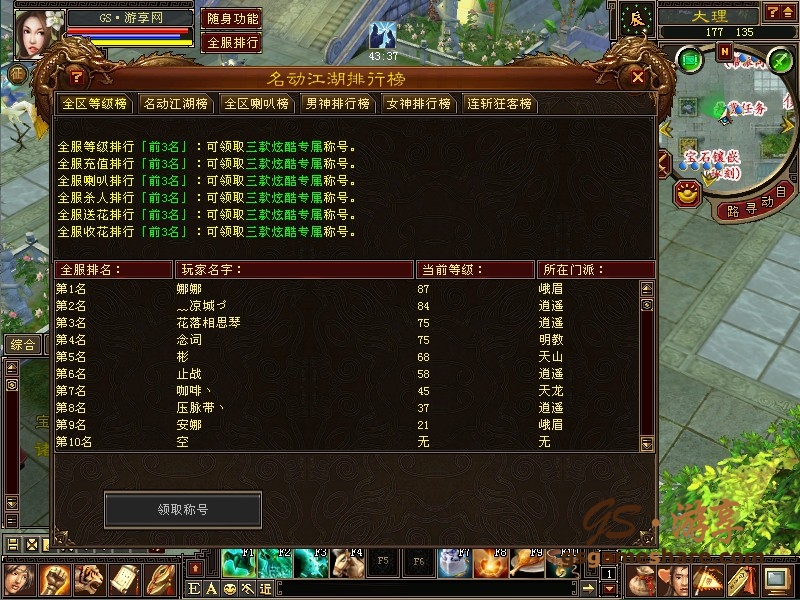 GS·游享网
随身功能
全服排行
43:37
辰
大理
177 135
N
宝石镶嵌
自动寻路
名动江湖排行榜
全区等级榜 名动江湖榜 全区喇叭榜 男神排行榜 女神排行榜 连斩狂客榜
全服等级排行「前3名」：可领取三款炫酷专属称号。
全服充值排行「前3名」：可领取三款炫酷专属称号。
全服喇叭排行「前3名」：可领取三款炫酷专属称号。
全服杀人排行「前3名」：可领取三款炫酷专属称号。
全服送花排行「前3名」：可领取三款炫酷专属称号。
全服收花排行「前3名」：可领取三款炫酷专属称号。
全服排名： 玩家名字： 当前等级： 所在门派：
第1名 娜娜 87 峨眉
第2名 ﹏凉城づ 84 逍遥
第3名 花落相思琴 75 逍遥
第4名 念词 75 明教
第5名 彬 68 天山
第6名 止战 58 逍遥
第7名 咖啡丶 45 天龙
第8名 压脉带丶 37 逍遥
第9名 安娜 21 峨眉
第10名 空 无 无
综合
领取称号
GS·游享
F1 F2 F3 F4 F5 F6 F7 F8 F9 F10
E A 近
1